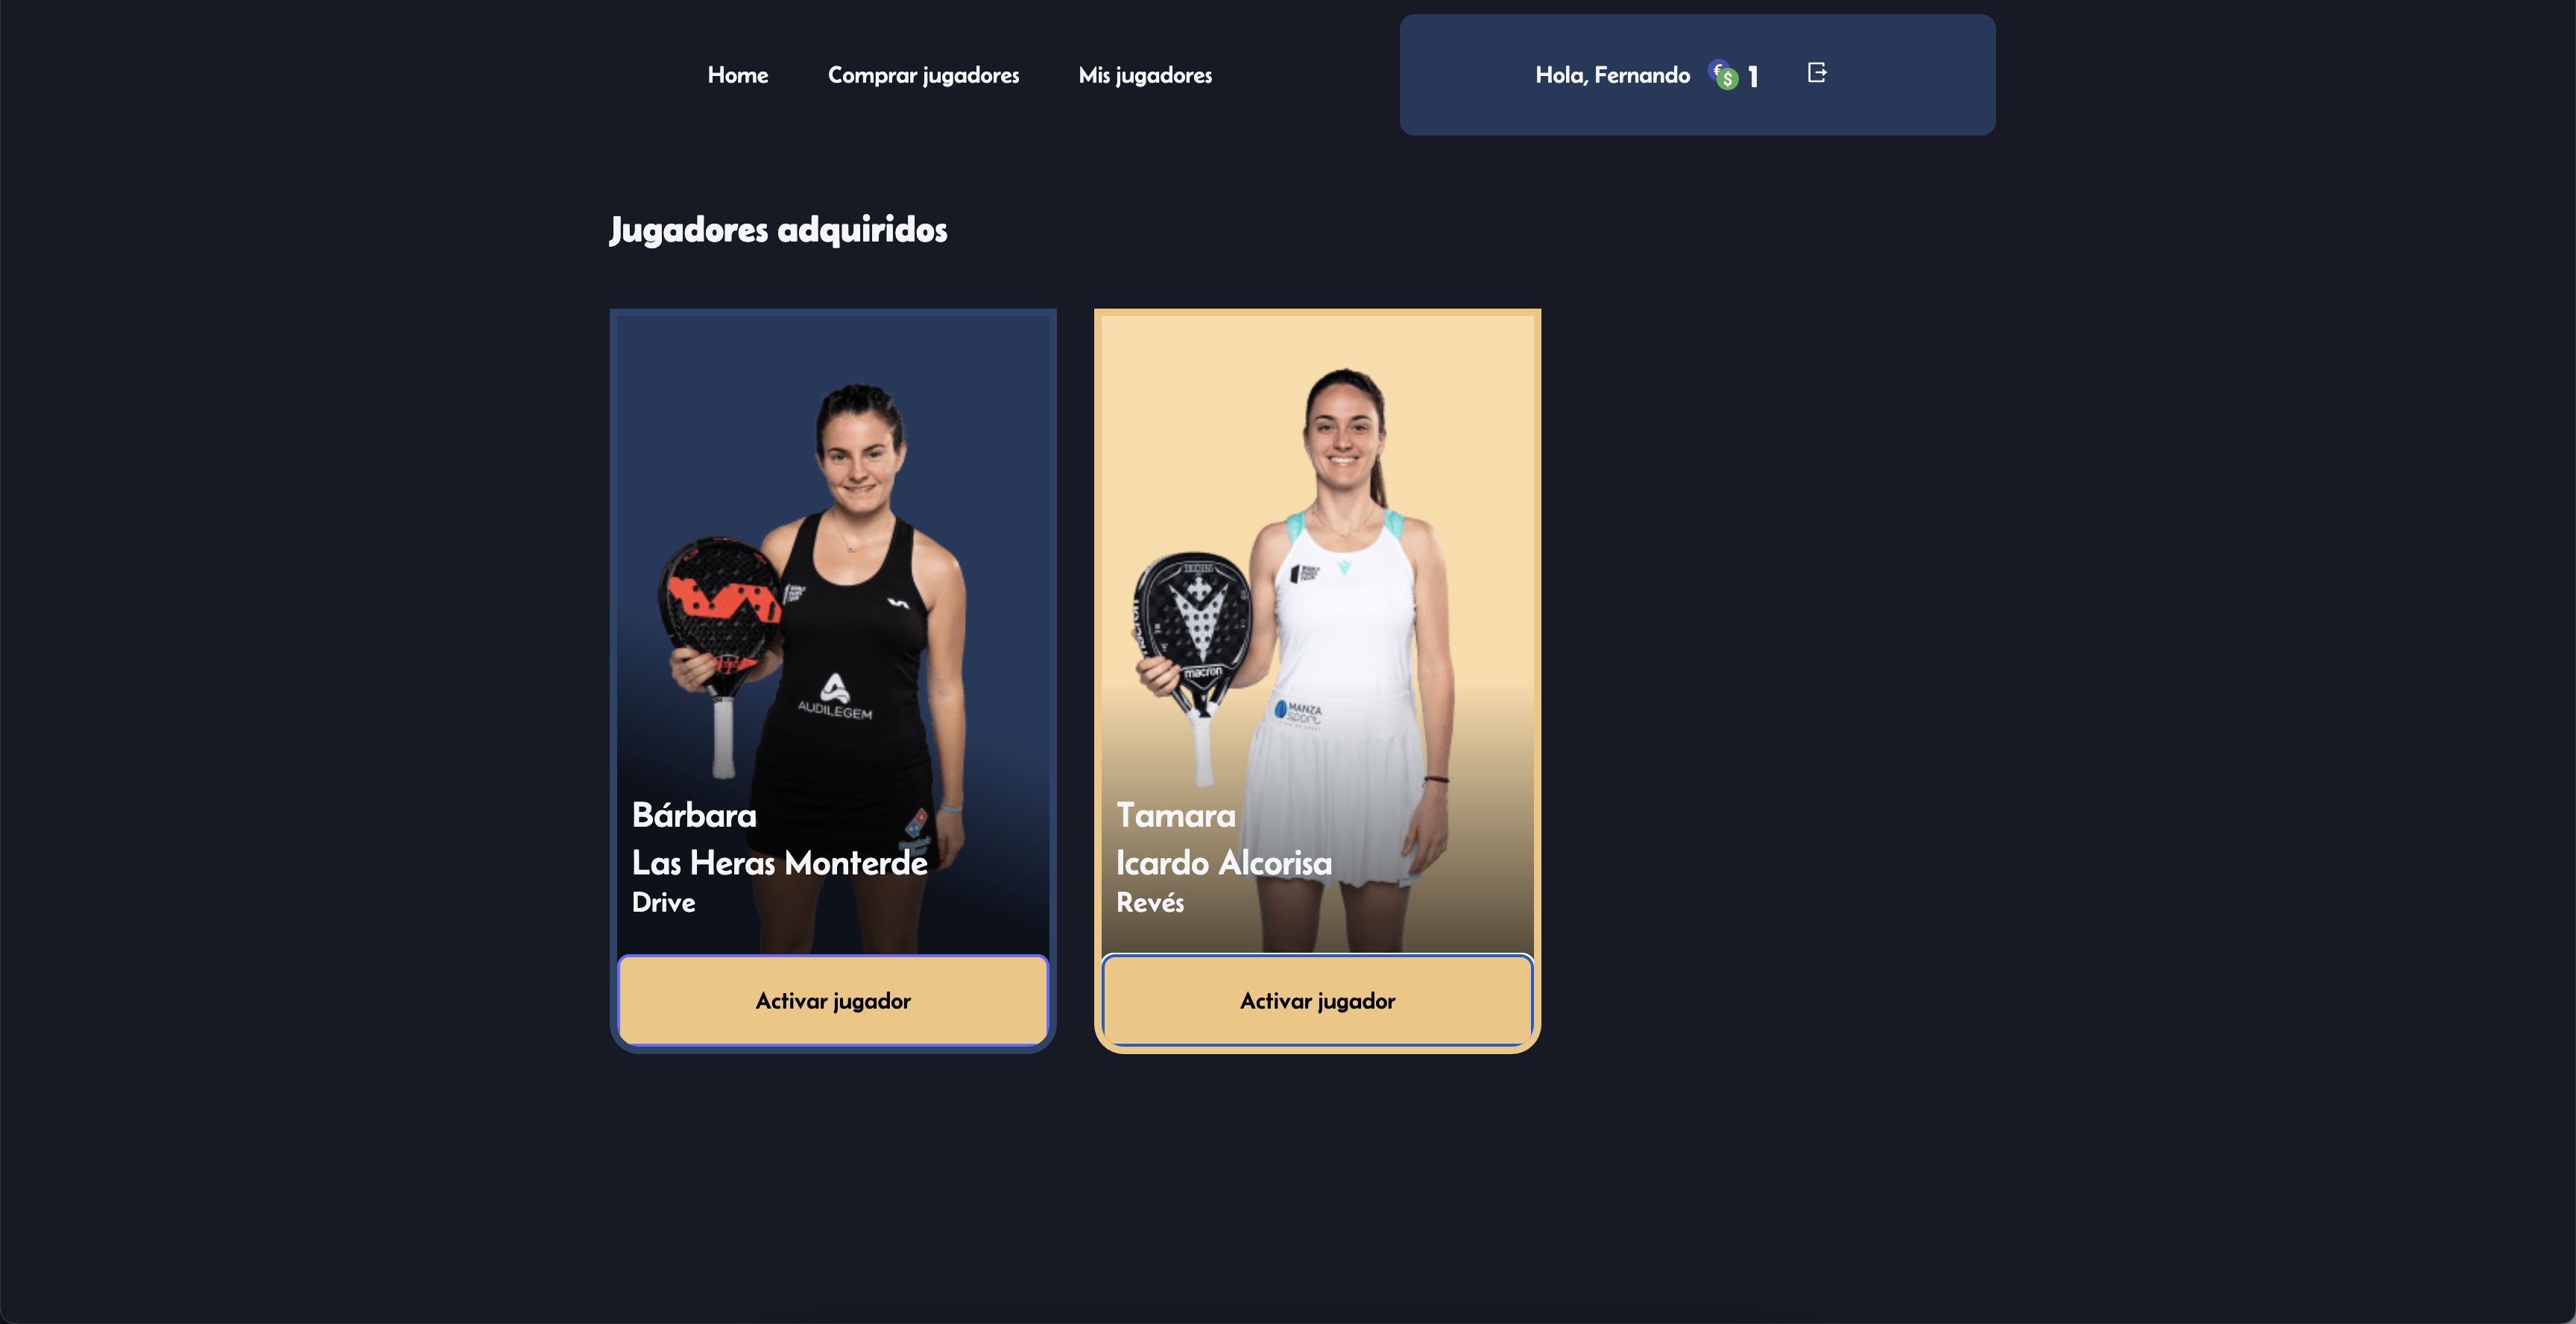 Home
Comprar jugadores
Mis jugadores
Hola, Fernando
€ $ 1
Jugadores adquiridos
AUDILEGEM
Bárbara
Las Heras Monterde
Drive
Activar jugador
macron
MANZA
sport
Tamara
Icardo Alcorisa
Revés
Activar jugador